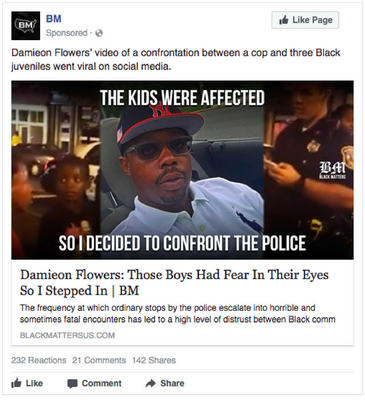 BM
BM
Like Page
Sponsored ·
Damieon Flowers' video of a confrontation between a cop and three Black
juveniles went viral on social media.
THE KIDS WERE AFFECTED
BM
BLACK MATTERS
SO I DECIDED TO CONFRONT THE POLICE
Damieon Flowers: Those Boys Had Fear In Their Eyes
So I Stepped In | BM
The frequency at which ordinary stops by the police escalate into horrible and
sometimes fatal encounters has led to a high level of distrust between Black comm
BLACKMATTERSUS.COM
232 Reactions 21 Comments 142 Shares
Like Comment Share